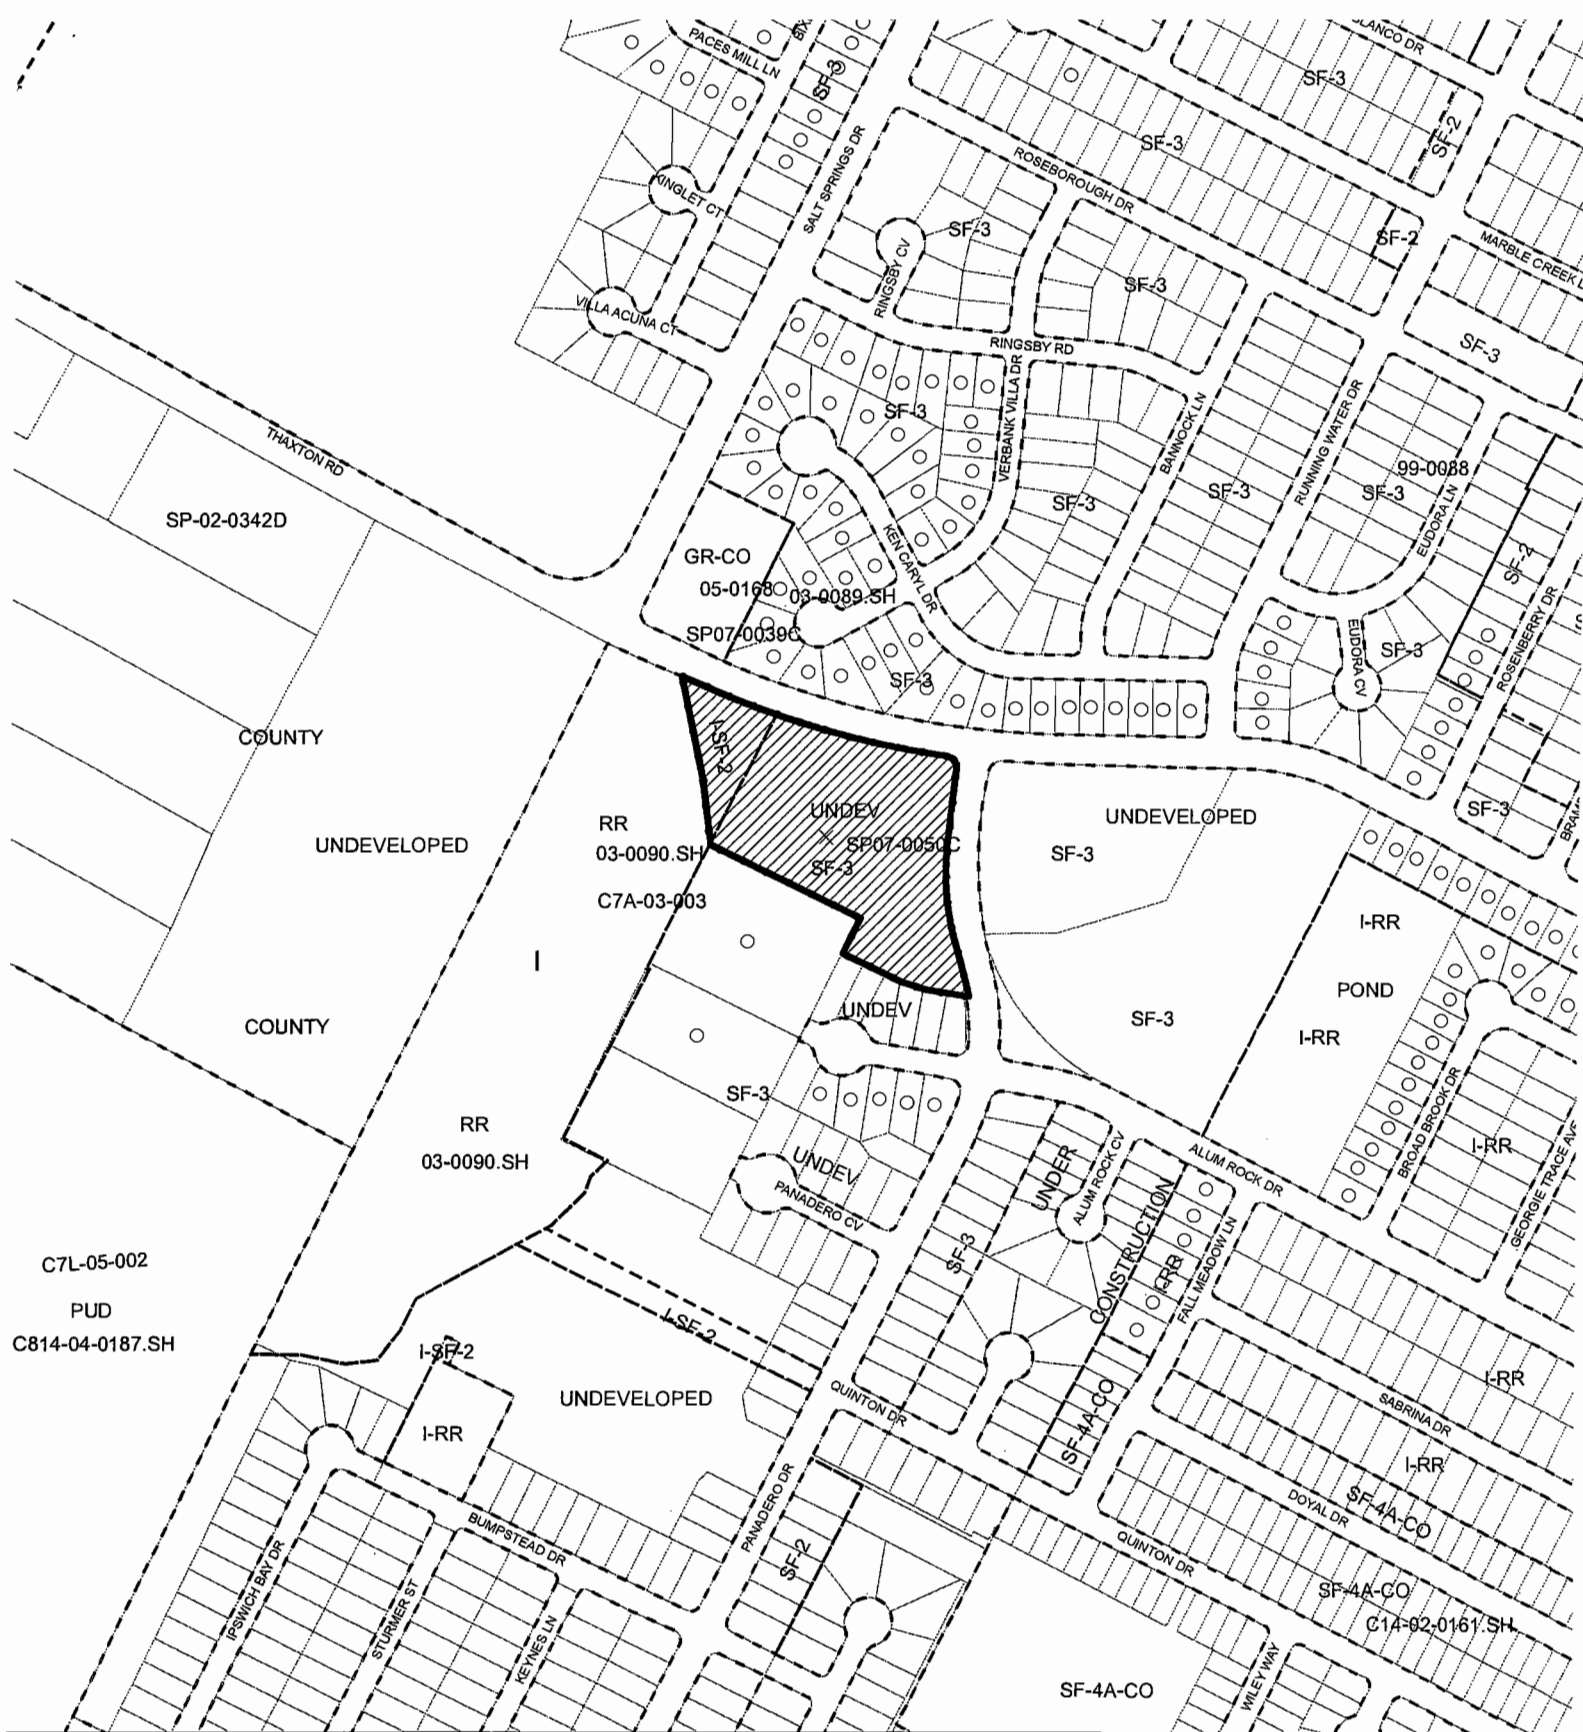 PACES MILL LN
SF-3
BLANCO DR
SF-3
SF-2
SF-3
SALT SPRINGS DR
ROSEBOROUGH DR
KINGLET CT
SF-3
RINGSBY CV
SF-2
MARBLE CREEK
SF-3
VILLA ACUNA CT
RINGSBY RD
SF-3
VERBANK VILLA DR
SF-3
BANNOCK LN
RUNNING WATER DR
THAXTON RD
99-0088
SF-3
SF-3
SF-3
EUDORA LN
SP-02-0342D
SF-2
GR-CO
KEN CARYL DR
05-0168
03-0089.SH
SP07-0039C
ROSENBERRY DR
EUDORA CV
SF-3
SF-3
COUNTY
I-SF-2
UNDEV
UNDEVELOPED
SF-3
RR
UNDEVELOPED
SP07-0050C
03-0090.SH
SF-3
SF-3
C7A-03-003
I-RR
I
POND
UNDEV
SF-3
COUNTY
I-RR
SF-3
RR
UNDER
ALUM ROCK CV
BROAD BROOK DR
I-RR
GEORGIE TRACE AVE
03-0090.SH
UNDEV
ALUM ROCK DR
PANADERO CV
CONSTRUCTION
SF-3
I-RR
FALL MEADOW LN
C7L-05-002
PUD
C814-04-0187.SH
I-SF-2
I-SF-2
UNDEVELOPED
QUINTON DR
I-RR
SABRINA DR
SF-4A-CO
I-RR
I-RR
PANADERO DR
DOYAL DR
SF-4A-CO
BUMPSTEAD DR
QUINTON DR
SF-2
IPSWICH BAY DR
STURMER ST
SF-4A-CO
C14-02-0161.SH
KEYNES LN
WILEY WAY
SF-4A-CO